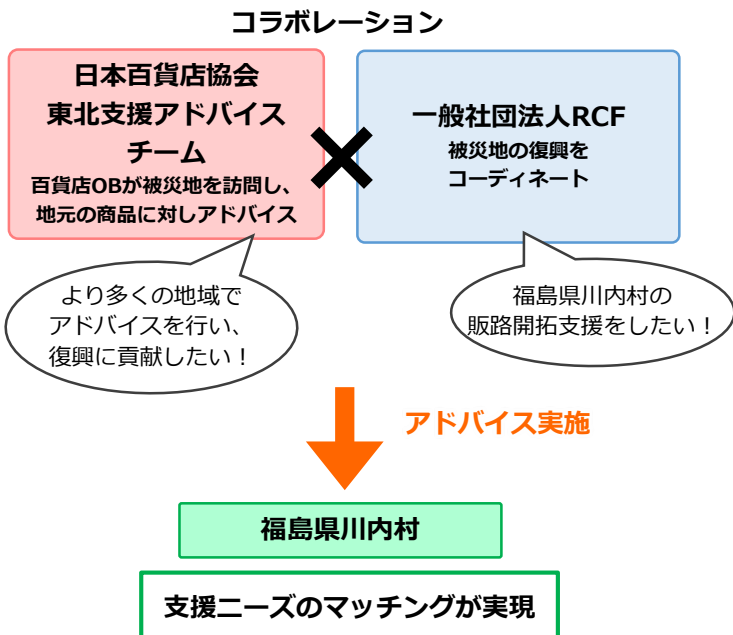 コラボレーション
日本百貨店協会
東北支援アドバイス
チーム
百貨店OBが被災地を訪問し、
地元の商品に対しアドバイス
一般社団法人RCF
被災地の復興を
コーディネート
より多くの地域で
アドバイスを行い、
復興に貢献したい！
福島県川内村の
販路開拓支援をしたい！
アドバイス実施
福島県川内村
支援ニーズのマッチングが実現